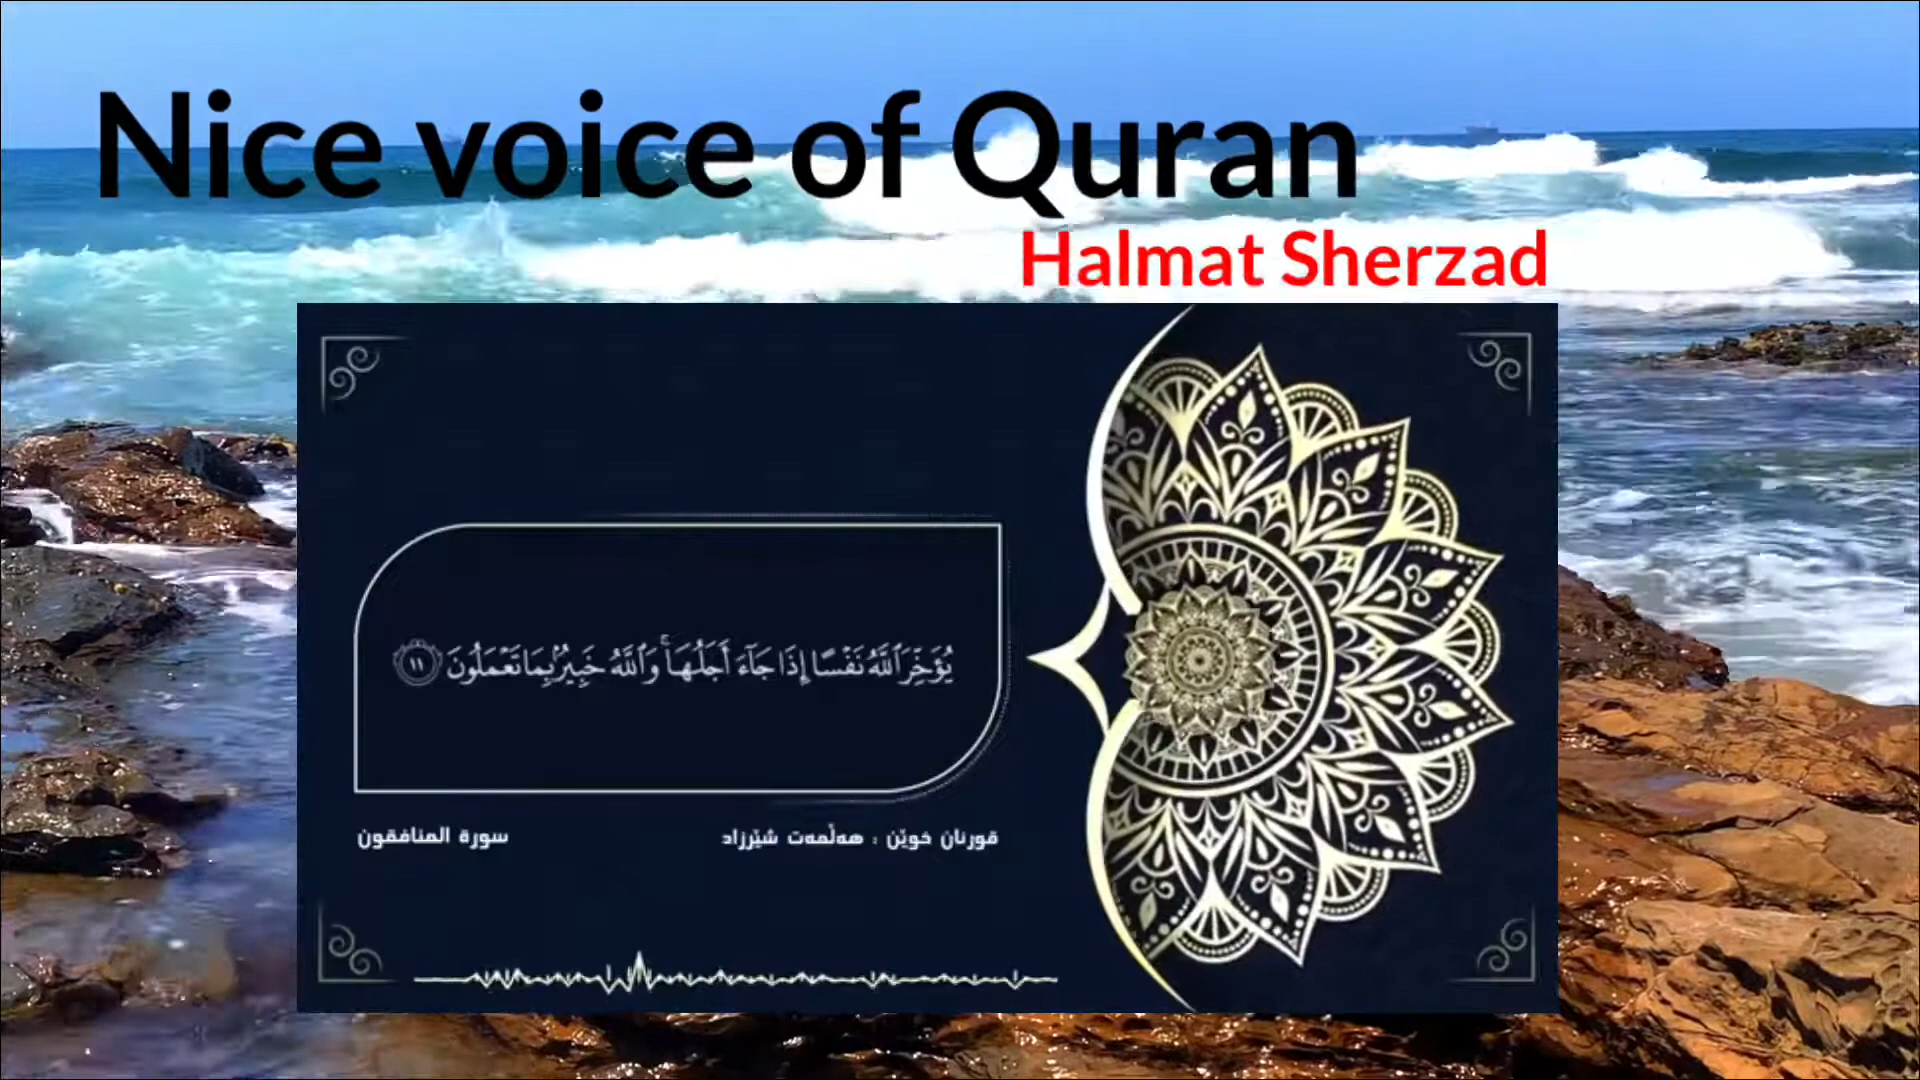 Nice voice of Quran
Halmat Sherzad
يُؤَخِّرَ ٱللَّهُ نَفْسًا إِذَا جَآءَ أَجَلُهَاۚ وَٱللَّهُ خَبِيرُۢ بِمَا تَعْمَلُونَ ١١
قورئان خوێن : هەڵمەت شێرزاد
سورة المنافقون